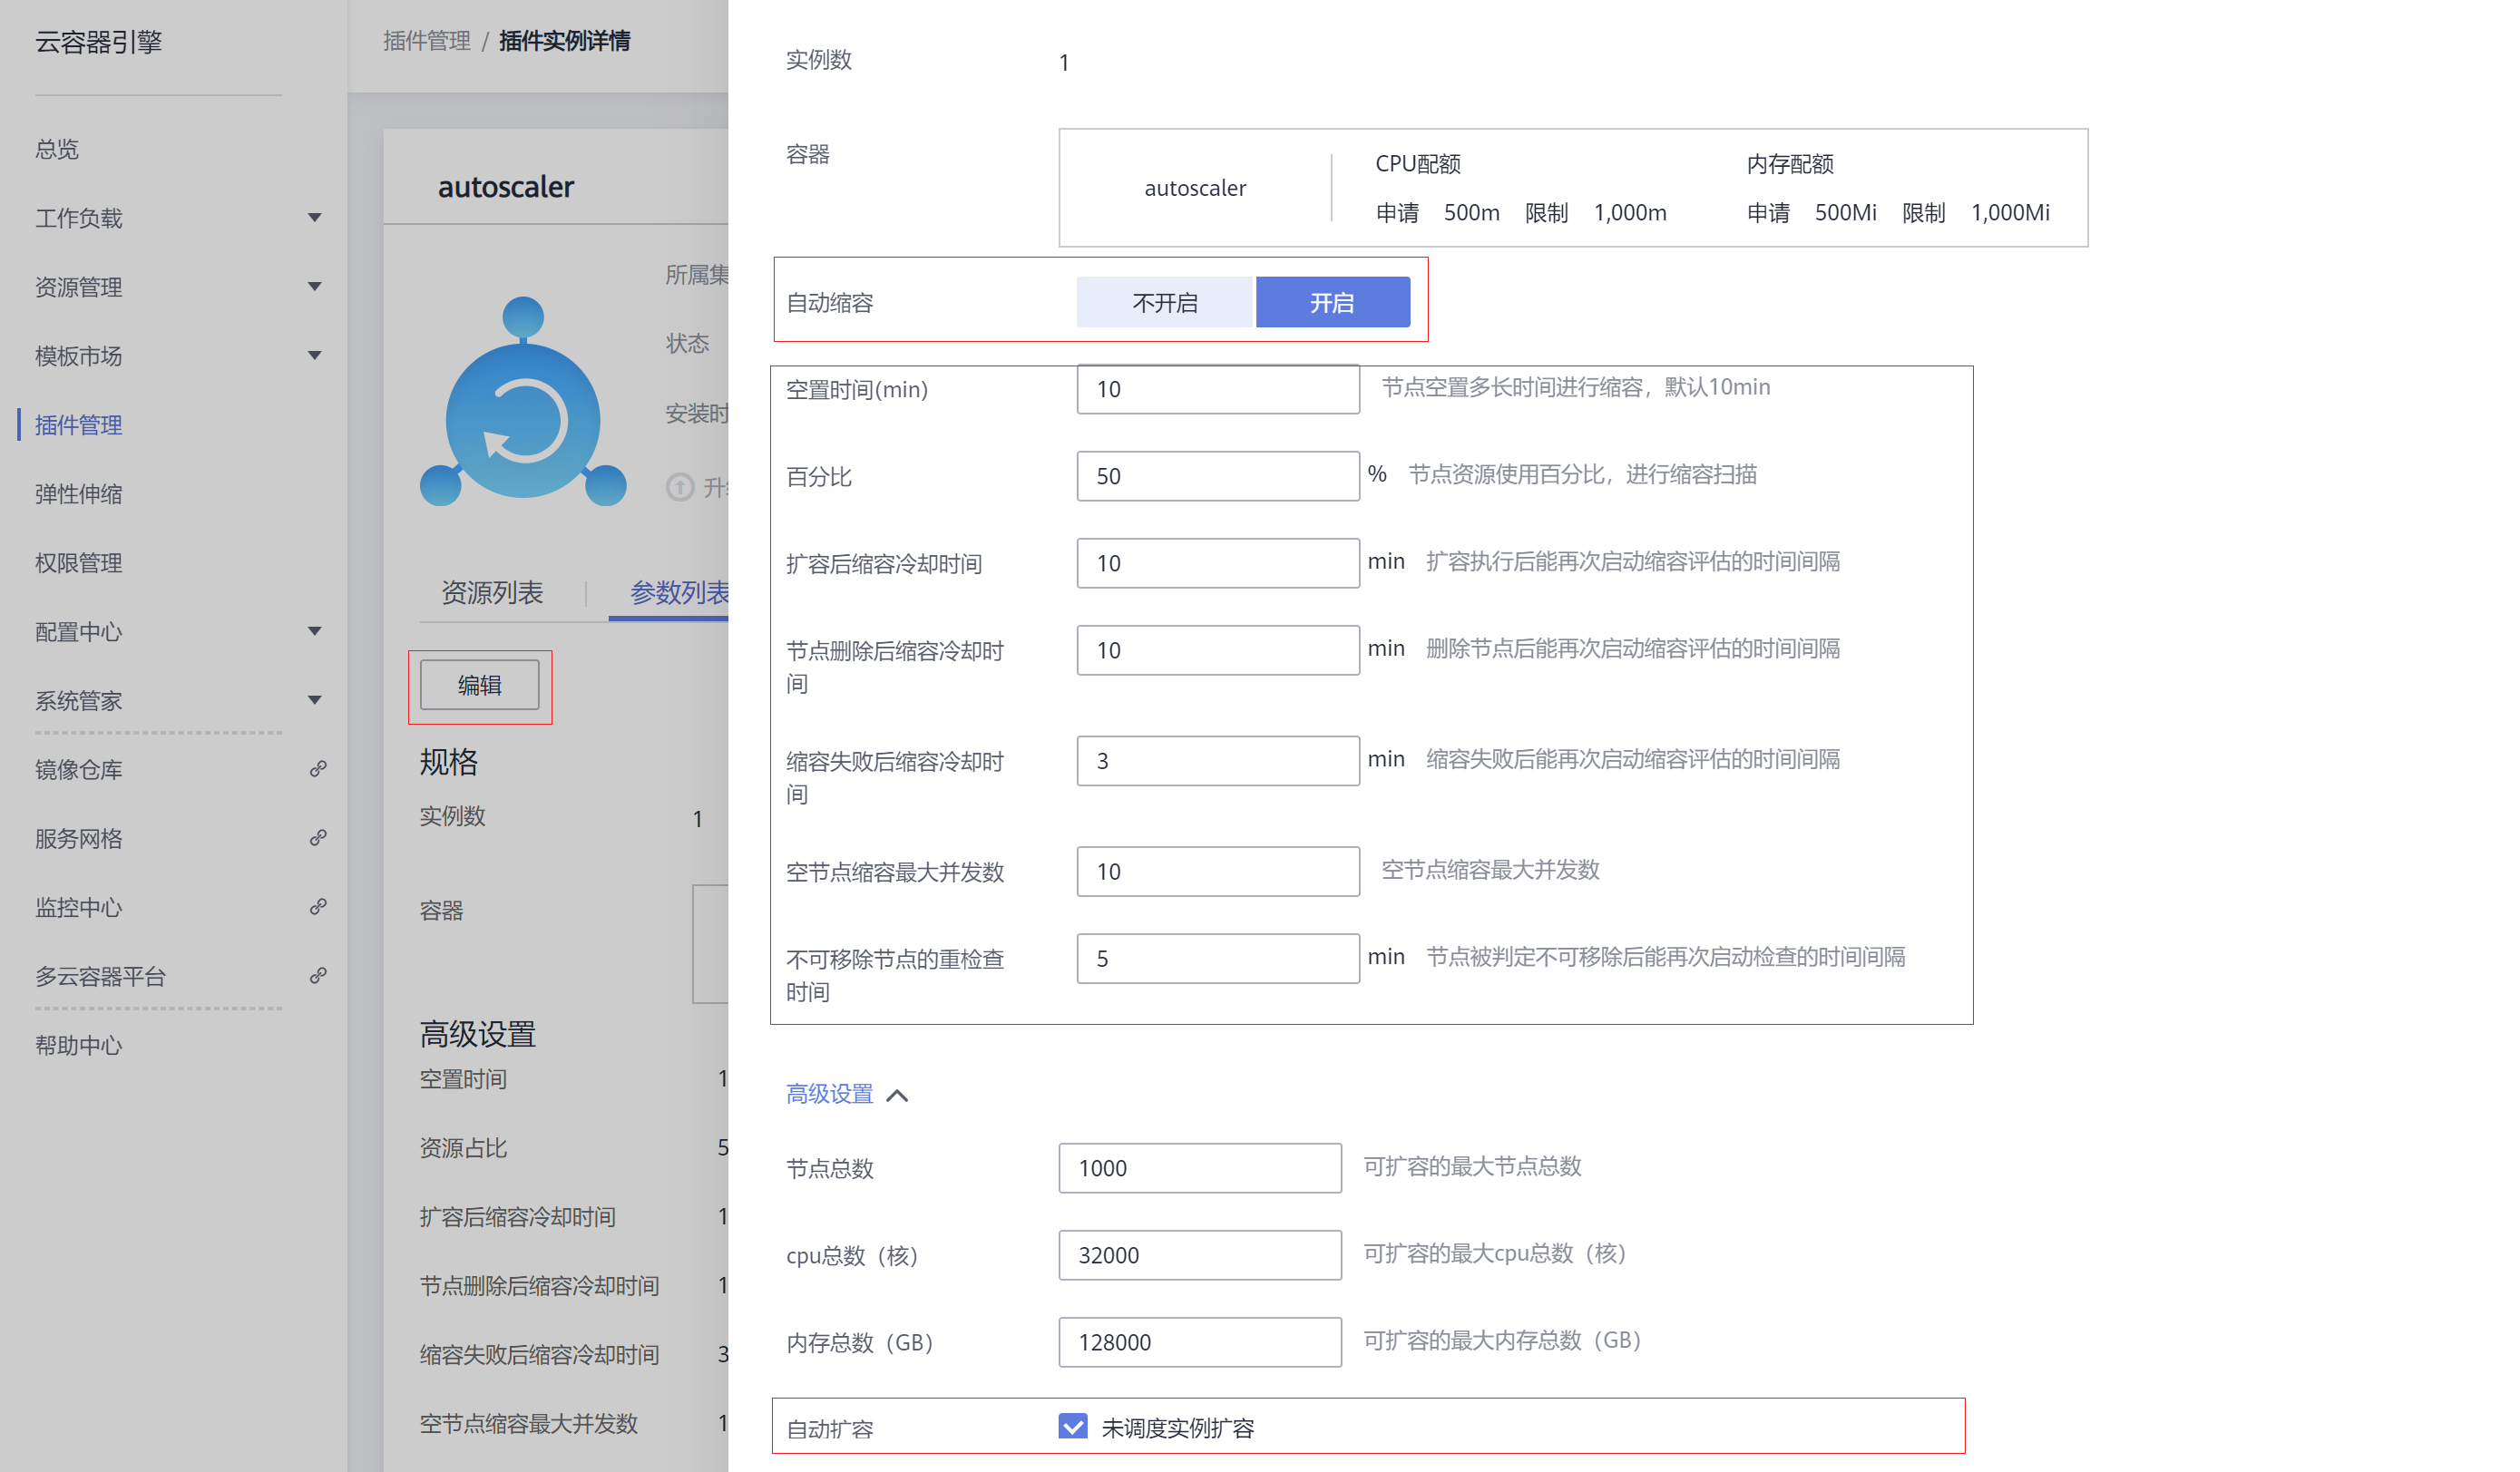 云容器引擎
总览
工作负载
资源管理
模板市场
插件管理
弹性伸缩
权限管理
配置中心
系统管家
镜像仓库
服务网格
监控中心
多云容器平台
帮助中心
插件管理 / 插件实例详情
autoscaler
所属集
状态
安装时
资源列表
参数列表
编辑
规格
实例数 1
容器
高级设置
空置时间 1
资源占比 5
扩容后缩容冷却时间 1
节点删除后缩容冷却时间 1
缩容失败后缩容冷却时间 3
空节点缩容最大并发数 1
实例数 1
容器
autoscaler
CPU配额 内存配额
申请 500m 限制 1,000m 申请 500Mi 限制 1,000Mi
自动缩容 不开启 开启
空置时间(min) 10 节点空置多长时间进行缩容，默认10min
百分比 50 % 节点资源使用百分比，进行缩容扫描
扩容后缩容冷却时间 10 min 扩容执行后能再次启动缩容评估的时间间隔
节点删除后缩容冷却时 10 min 删除节点后能再次启动缩容评估的时间间隔
间
缩容失败后缩容冷却时 3 min 缩容失败后能再次启动缩容评估的时间间隔
间
空节点缩容最大并发数 10 空节点缩容最大并发数
不可移除节点的重检查 5 min 节点被判定不可移除后能再次启动检查的时间间隔
时间
高级设置
节点总数 1000 可扩容的最大节点总数
cpu总数（核） 32000 可扩容的最大cpu总数（核）
内存总数（GB） 128000 可扩容的最大内存总数（GB）
自动扩容 未调度实例扩容